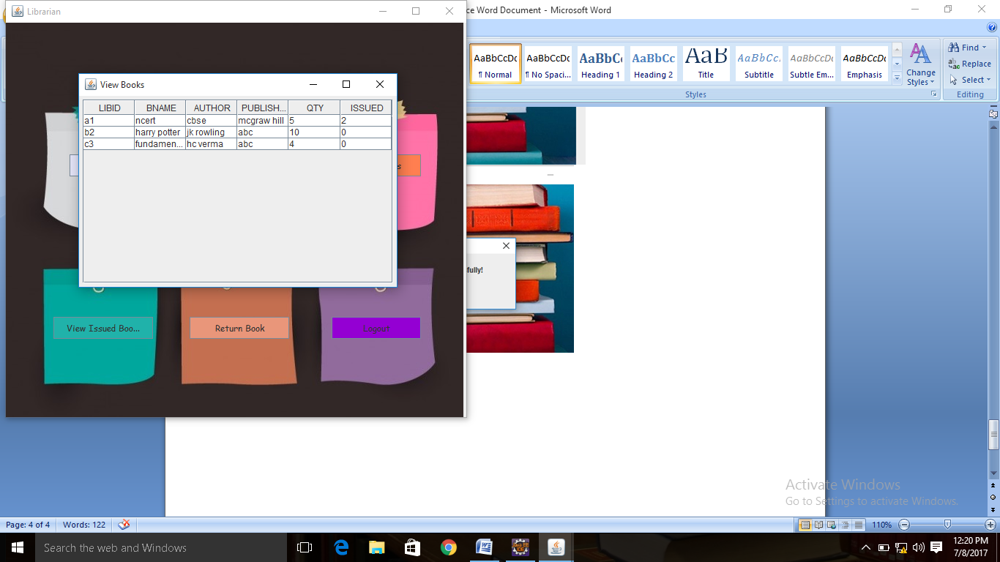 Librarian
ce Word Document - Microsoft Word
AaBbCcDc AaBbCcDc AaBbCc AaBbCc AaB AaBbCc. AaBbCcDc AaBbCcDc
¶ Normal ¶ No Spaci... Heading 1 Heading 2 Title Subtitle Subtle Em... Emphasis
Change Styles
Styles
Find
Replace
Select
Editing
View Books
LIBID BNAME AUTHOR PUBLISH... QTY ISSUED
a1 ncert cbse mcgraw hill 5 2
b2 harry potter jk rowling abc 10 0
c3 fundamen... hc verma abc 4 0
s
fully!
View Issued Boo...
Return Book
Logout
Activate Windows
Go to Settings to activate Windows.
Page: 4 of 4 Words: 122
110%
Search the web and Windows
Java EE
IDE
12:20 PM
7/8/2017